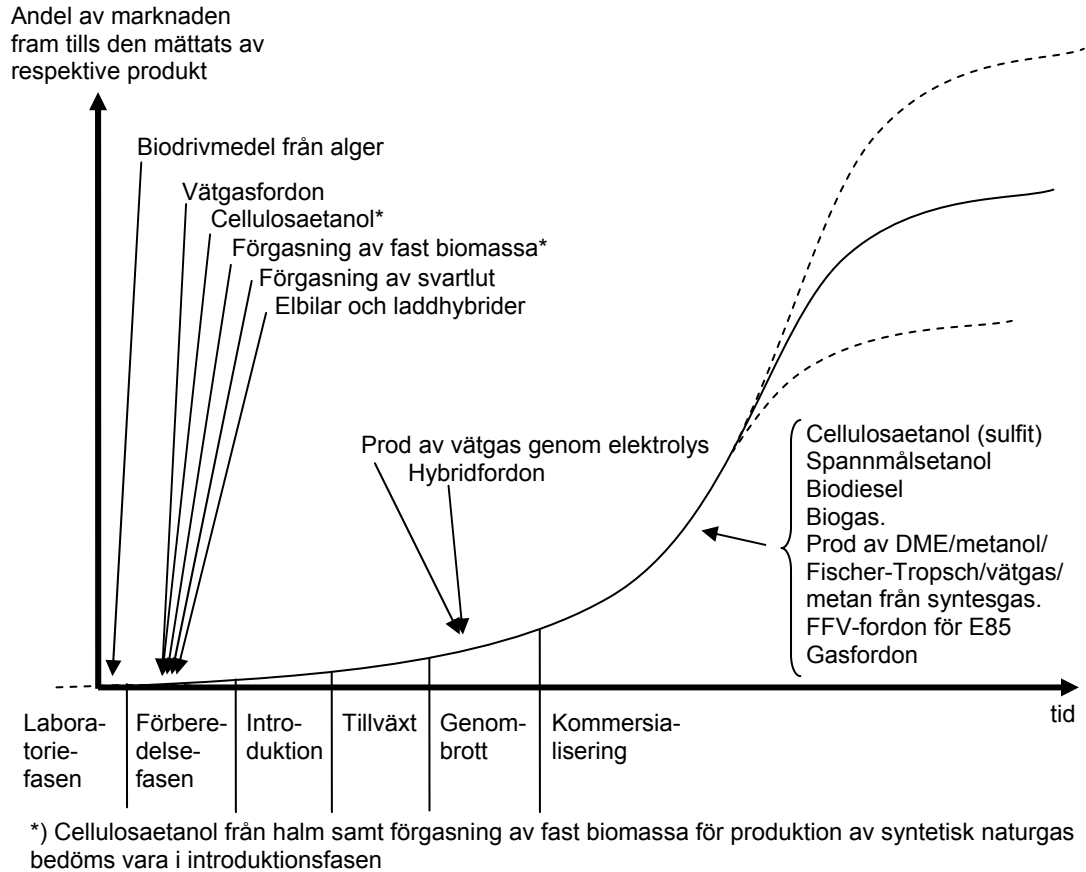 Andel av marknaden
fram tills den mättats av
respektive produkt
Biodrivmedel från alger
Vätgasfordon
Cellulosaetanol*
Förgasning av fast biomassa*
Förgasning av svartlut
Elbilar och laddhybrider
Prod av vätgas genom elektrolys
Hybridfordon
Cellulosaetanol (sulfit)
Spannmålsetanol
Biodiesel
Biogas.
Prod av DME/metanol/
Fischer-Tropsch/vätgas/
metan från syntesgas.
FFV-fordon för E85
Gasfordon
tid
Labora-
torie-
fasen
Förbere-
delse-
fasen
Intro-
duktion
Tillväxt
Genom-
brott
Kommersia-
lisering
*) Cellulosaetanol från halm samt förgasning av fast biomassa för produktion av syntetisk naturgas
bedöms vara i introduktionsfasen